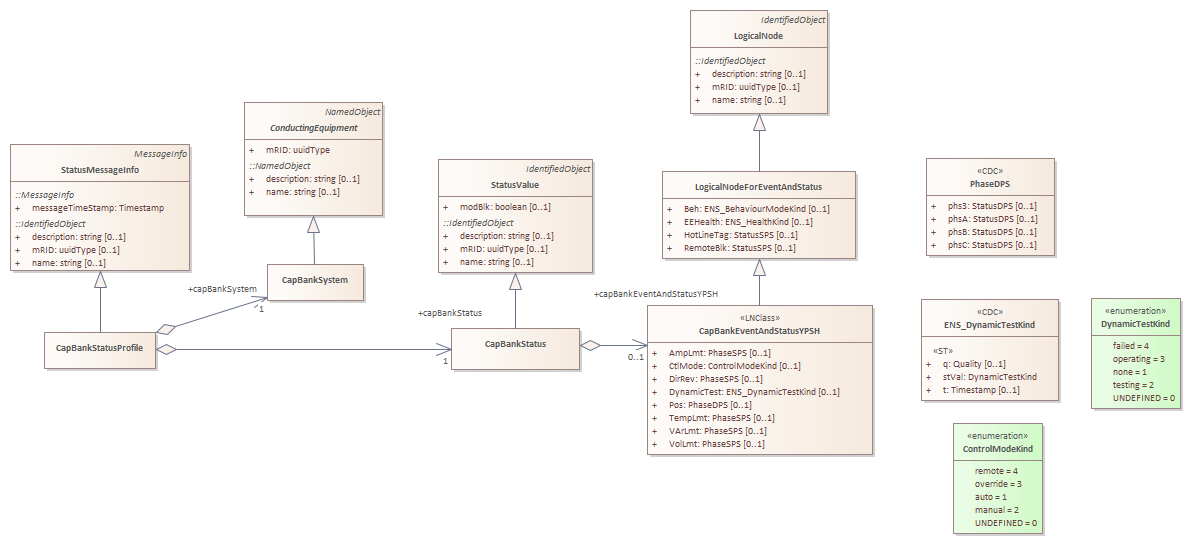 IdentifiedObject
LogicalNode
::IdentifiedObject
+ description: string [0..1]
+ mRID: uuidType [0..1]
+ name: string [0..1]
NamedObject
ConductingEquipment
+ mRID: uuidType
::NamedObject
+ description: string [0..1]
+ name: string [0..1]
MessageInfo
StatusMessageInfo
::MessageInfo
+ messageTimeStamp: Timestamp
::IdentifiedObject
+ description: string [0..1]
+ mRID: uuidType [0..1]
+ name: string [0..1]
IdentifiedObject
StatusValue
+ modBlk: boolean [0..1]
::IdentifiedObject
+ description: string [0..1]
+ mRID: uuidType [0..1]
+ name: string [0..1]
LogicalNodeForEventAndStatus
+ Beh: ENS_BehaviourModeKind [0..1]
+ EEHealth: ENS_HealthKind [0..1]
+ HotLineTag: StatusSPS [0..1]
+ RemoteBlk: StatusSPS [0..1]
«CDC»
PhaseDPS
+ phs3: StatusDPS [0..1]
+ phsA: StatusDPS [0..1]
+ phsB: StatusDPS [0..1]
+ phsC: StatusDPS [0..1]
CapBankSystem
+capBankSystem
1
CapBankStatusProfile
+capBankStatus
1
CapBankStatus
+capBankEventAndStatusYPSH
0..1
«LNClass»
CapBankEventAndStatusYPSH
+ AmpLmt: PhaseSPS [0..1]
+ CtlMode: ControlModeKind [0..1]
+ DirRev: PhaseSPS [0..1]
+ DynamicTest: ENS_DynamicTestKind [0..1]
+ Pos: PhaseDPS [0..1]
+ TempLmt: PhaseSPS [0..1]
+ VArLmt: PhaseSPS [0..1]
+ VolLmt: PhaseSPS [0..1]
«CDC»
ENS_DynamicTestKind
«ST»
+ q: Quality [0..1]
+ stVal: DynamicTestKind
+ t: Timestamp [0..1]
«enumeration»
DynamicTestKind
failed = 4
operating = 3
none = 1
testing = 2
UNDEFINED = 0
«enumeration»
ControlModeKind
remote = 4
override = 3
auto = 1
manual = 2
UNDEFINED = 0